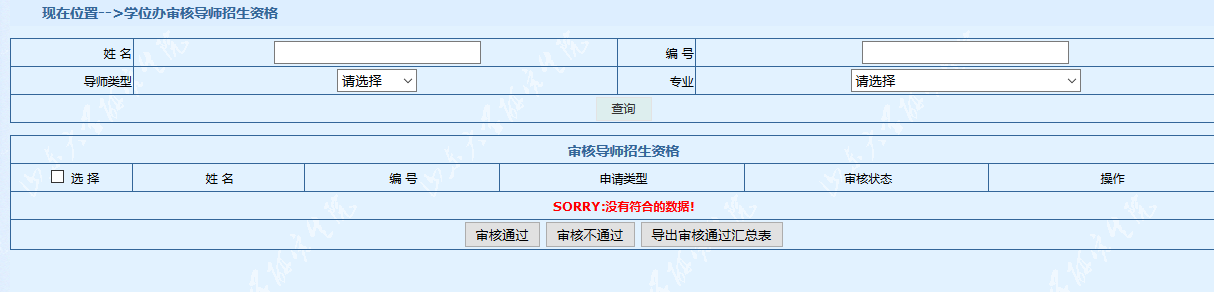 现在位置-->学位办审核导师招生资格
姓 名 编 号
导师类型 请选择 专业 请选择
查询
审核导师招生资格
选 择 姓 名 编 号 申请类型 审核状态 操作
SORRY:没有符合的数据!
审核通过 审核不通过 导出审核通过汇总表